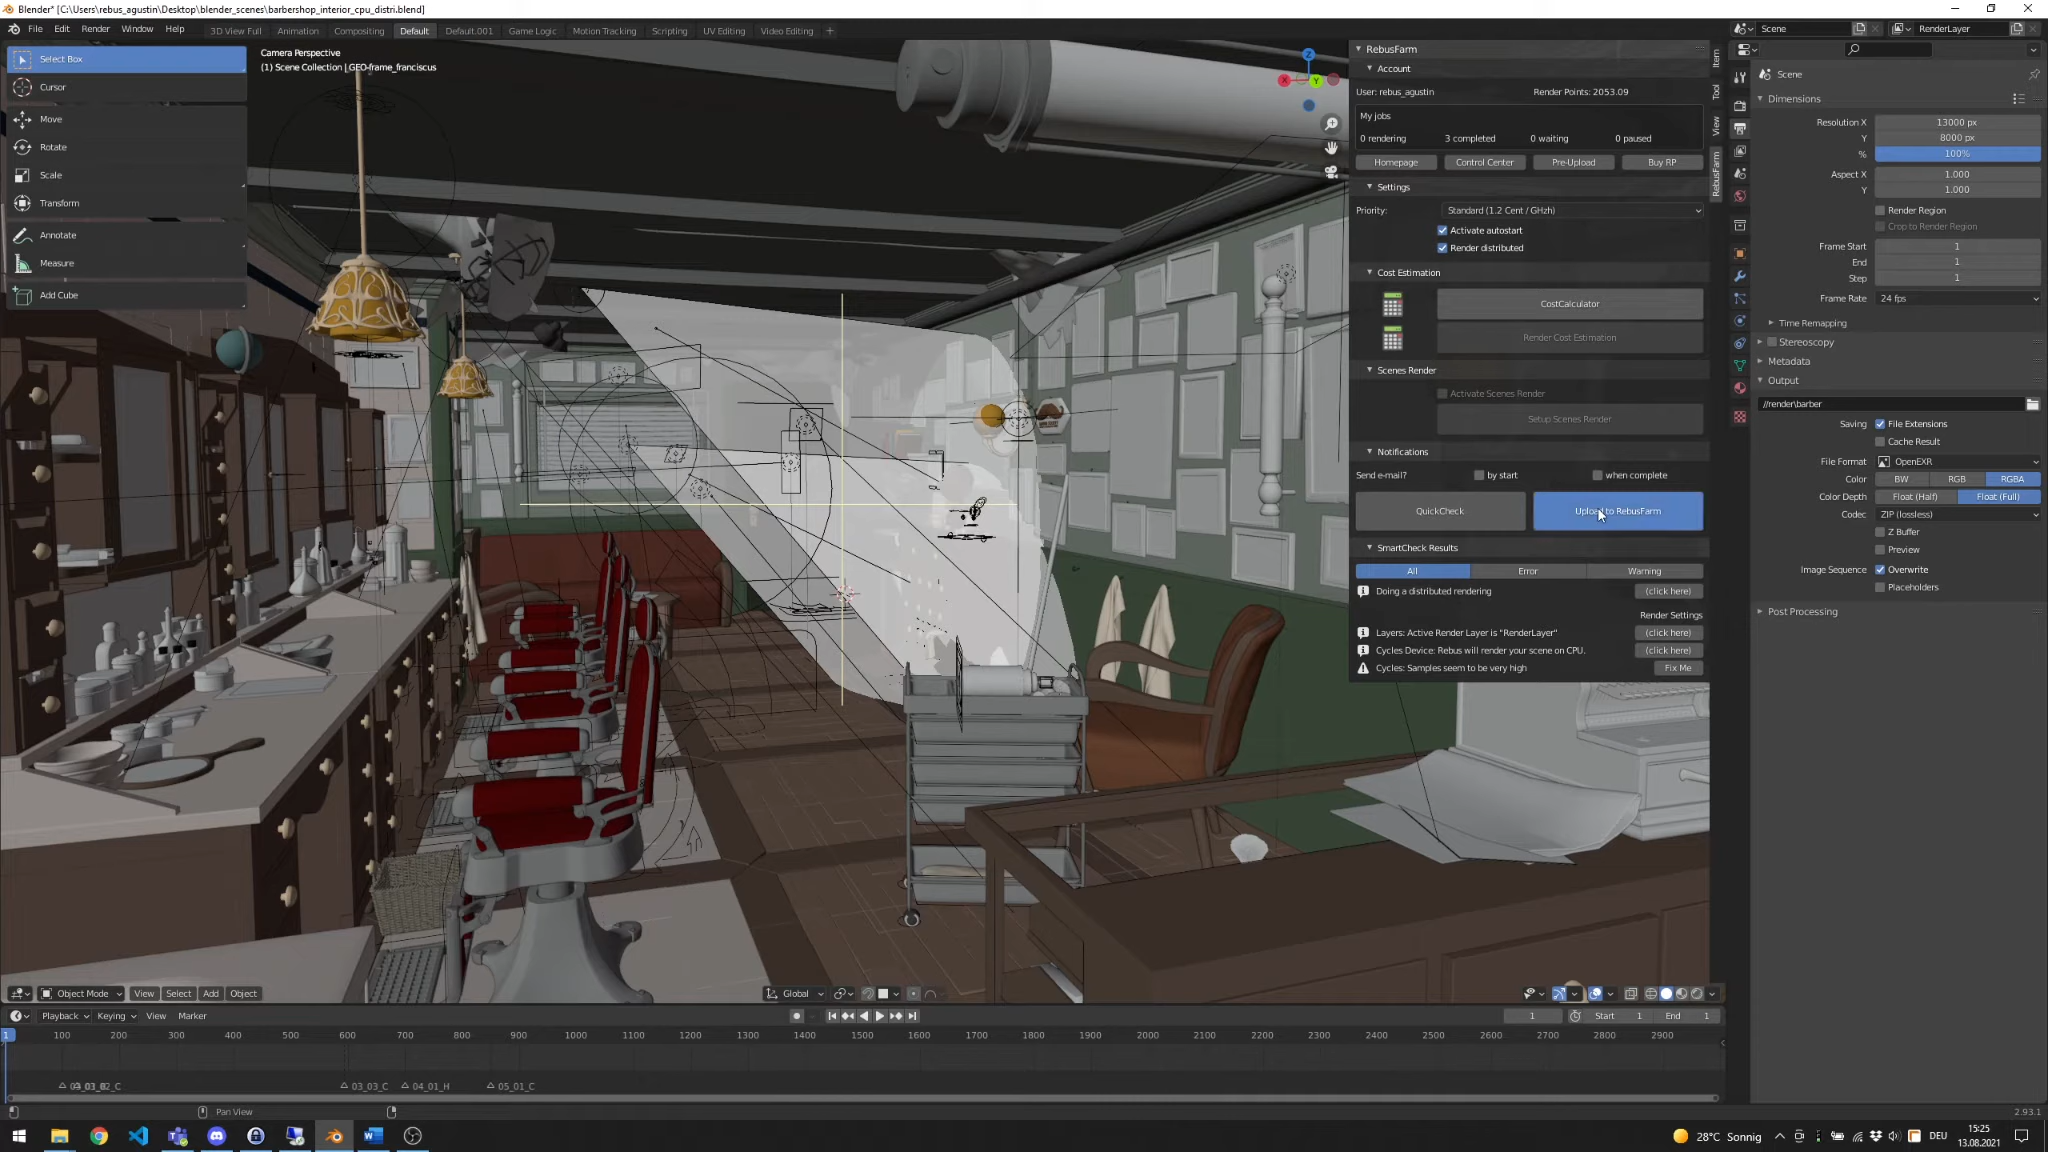 Blender* [C:\Users\rebus_agustin\Desktop\blender_scenes\barbershop_interior_cpu_distri.blend]
File Edit Render Window Help
3D View Full Animation Compositing Default Default.001 Game Logic Motion Tracking Scripting UV Editing Video Editing +
Scene RenderLayer
Select Box
Cursor
Move
Rotate
Scale
Transform
Annotate
Measure
Add Cube
Camera Perspective
(1) Scene Collection | GEO-frame_franciscus
Z
X
Y
RebusFarm
Account
User: rebus_agustin Render Points: 2053.09
My jobs
0 rendering 3 completed 0 waiting 0 paused
Homepage Control Center Pre-Upload Buy RP
Settings
Priority: Standard (1.2 Cent / GHzh)
Activate autostart
Render distributed
Cost Estimation
CostCalculator
Render Cost Estimation
Scenes Render
Activate Scenes Render
Setup Scenes Render
Notifications
Send e-mail? by start when complete
QuickCheck Upload to RebusFarm
SmartCheck Results
All Error Warning
Doing a distributed rendering (click here)
Render Settings
Layers: Active Render Layer is "RenderLayer" (click here)
Cycles Device: Rebus will render your scene on CPU. (click here)
Cycles: Samples seem to be very high Fix Me
Item
Tool
View
RebusFarm
Scene
Dimensions
Resolution X 13000 px
Y 8000 px
% 100%
Aspect X 1.000
Y 1.000
Render Region
Crop to Render Region
Frame Start 1
End 1
Step 1
Frame Rate 24 fps
Time Remapping
Stereoscopy
Metadata
Output
//render\barber
Saving File Extensions
Cache Result
File Format OpenEXR
Color BW RGB RGBA
Color Depth Float (Half) Float (Full)
Codec ZIP (lossless)
Z Buffer
Preview
Image Sequence Overwrite
Placeholders
Post Processing
Object Mode View Select Add Object Global
Playback Keying View Marker 1 Start 1 End 1
1 100 200 300 400 500 600 700 800 900 1000 1100 1200 1300 1400 1500 1600 1700 1800 1900 2000 2100 2200 2300 2400 2500 2600 2700 2800 2900
03_03_C 04_01_H 05_01_C
Pan View 2.93.1
28°C Sonnig DEU 15:25
13.08.2021